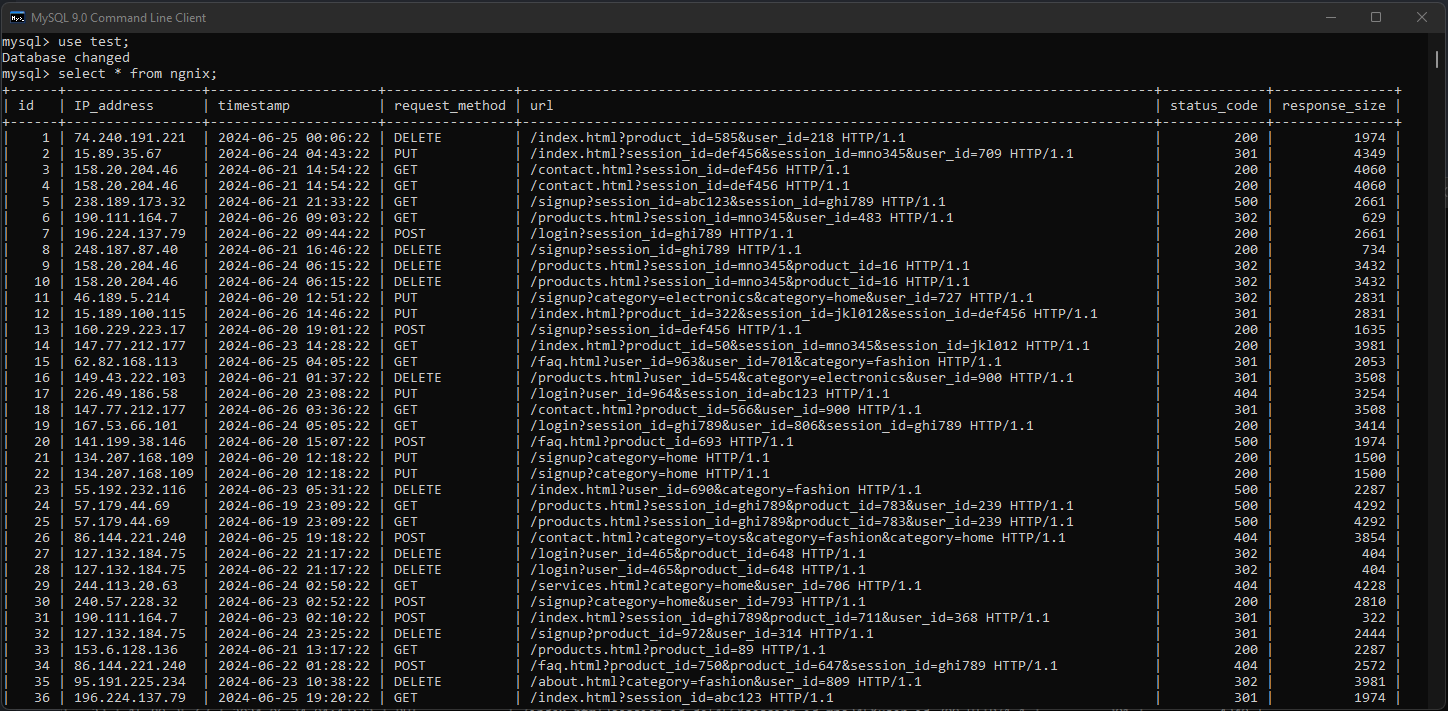 MySQL 9.0 Command Line Client
mysql> use test;
Database changed
mysql> select * from ngnix;
| id | IP_address | timestamp | request_method | url | status_code | response_size |
| 1 | 74.240.191.221 | 2024-06-25 00:06:22 | DELETE | /index.html?product_id=585&user_id=218 HTTP/1.1 | 200 | 1974 |
| 2 | 15.89.35.67 | 2024-06-24 04:43:22 | PUT | /index.html?session_id=def456&session_id=mno345&user_id=709 HTTP/1.1 | 301 | 4349 |
| 3 | 158.20.204.46 | 2024-06-21 14:54:22 | GET | /contact.html?session_id=def456 HTTP/1.1 | 200 | 4060 |
| 4 | 158.20.204.46 | 2024-06-21 14:54:22 | GET | /contact.html?session_id=def456 HTTP/1.1 | 200 | 4060 |
| 5 | 238.189.173.32 | 2024-06-21 21:33:22 | GET | /signup?session_id=abc123&session_id=ghi789 HTTP/1.1 | 500 | 2661 |
| 6 | 190.111.164.7 | 2024-06-26 09:03:22 | GET | /products.html?session_id=mno345&user_id=483 HTTP/1.1 | 302 | 629 |
| 7 | 196.224.137.79 | 2024-06-22 09:44:22 | POST | /login?session_id=ghi789 HTTP/1.1 | 200 | 2661 |
| 8 | 248.187.87.40 | 2024-06-21 16:46:22 | DELETE | /signup?session_id=ghi789 HTTP/1.1 | 200 | 734 |
| 9 | 158.20.204.46 | 2024-06-24 06:15:22 | DELETE | /products.html?session_id=mno345&product_id=16 HTTP/1.1 | 302 | 3432 |
| 10 | 158.20.204.46 | 2024-06-24 06:15:22 | DELETE | /products.html?session_id=mno345&product_id=16 HTTP/1.1 | 302 | 3432 |
| 11 | 46.189.5.214 | 2024-06-20 12:51:22 | PUT | /signup?category=electronics&category=home&user_id=727 HTTP/1.1 | 302 | 2831 |
| 12 | 15.189.100.115 | 2024-06-26 14:46:22 | PUT | /index.html?product_id=322&session_id=jkl012&session_id=def456 HTTP/1.1 | 301 | 2831 |
| 13 | 160.229.223.17 | 2024-06-20 19:01:22 | POST | /signup?session_id=def456 HTTP/1.1 | 200 | 1635 |
| 14 | 147.77.212.177 | 2024-06-23 14:28:22 | GET | /index.html?product_id=50&session_id=mno345&session_id=jkl012 HTTP/1.1 | 200 | 3981 |
| 15 | 62.82.168.113 | 2024-06-25 04:05:22 | GET | /faq.html?user_id=963&user_id=701&category=fashion HTTP/1.1 | 301 | 2053 |
| 16 | 149.43.222.103 | 2024-06-21 01:37:22 | DELETE | /products.html?user_id=554&category=electronics&user_id=900 HTTP/1.1 | 301 | 3508 |
| 17 | 226.49.186.58 | 2024-06-20 23:08:22 | PUT | /login?user_id=964&session_id=abc123 HTTP/1.1 | 404 | 3254 |
| 18 | 147.77.212.177 | 2024-06-26 03:36:22 | GET | /contact.html?product_id=566&user_id=900 HTTP/1.1 | 301 | 3508 |
| 19 | 167.53.66.101 | 2024-06-24 05:05:22 | GET | /login?session_id=ghi789&user_id=806&session_id=ghi789 HTTP/1.1 | 200 | 3414 |
| 20 | 141.199.38.146 | 2024-06-20 15:07:22 | POST | /faq.html?product_id=693 HTTP/1.1 | 500 | 1974 |
| 21 | 134.207.168.109 | 2024-06-20 12:18:22 | PUT | /signup?category=home HTTP/1.1 | 200 | 1500 |
| 22 | 134.207.168.109 | 2024-06-20 12:18:22 | PUT | /signup?category=home HTTP/1.1 | 200 | 1500 |
| 23 | 55.192.232.116 | 2024-06-23 05:31:22 | DELETE | /index.html?user_id=690&category=fashion HTTP/1.1 | 500 | 2287 |
| 24 | 57.179.44.69 | 2024-06-19 23:09:22 | GET | /products.html?session_id=ghi789&product_id=783&user_id=239 HTTP/1.1 | 500 | 4292 |
| 25 | 57.179.44.69 | 2024-06-19 23:09:22 | GET | /products.html?session_id=ghi789&product_id=783&user_id=239 HTTP/1.1 | 500 | 4292 |
| 26 | 86.144.221.240 | 2024-06-25 19:18:22 | POST | /contact.html?category=toys&category=fashion&category=home HTTP/1.1 | 404 | 3854 |
| 27 | 127.132.184.75 | 2024-06-22 21:17:22 | DELETE | /login?user_id=465&product_id=648 HTTP/1.1 | 302 | 404 |
| 28 | 127.132.184.75 | 2024-06-22 21:17:22 | DELETE | /login?user_id=465&product_id=648 HTTP/1.1 | 302 | 404 |
| 29 | 244.113.20.63 | 2024-06-24 02:50:22 | GET | /services.html?category=home&user_id=706 HTTP/1.1 | 404 | 4228 |
| 30 | 240.57.228.32 | 2024-06-23 02:52:22 | POST | /signup?category=home&user_id=793 HTTP/1.1 | 200 | 2810 |
| 31 | 190.111.164.7 | 2024-06-23 02:10:22 | POST | /index.html?session_id=ghi789&product_id=711&user_id=368 HTTP/1.1 | 301 | 322 |
| 32 | 127.132.184.75 | 2024-06-24 23:25:22 | DELETE | /signup?product_id=972&user_id=314 HTTP/1.1 | 301 | 2444 |
| 33 | 153.6.128.136 | 2024-06-21 13:17:22 | GET | /products.html?product_id=89 HTTP/1.1 | 200 | 2287 |
| 34 | 86.144.221.240 | 2024-06-22 01:28:22 | POST | /faq.html?product_id=750&product_id=647&session_id=ghi789 HTTP/1.1 | 404 | 2572 |
| 35 | 95.191.225.234 | 2024-06-23 10:38:22 | DELETE | /about.html?category=fashion&user_id=809 HTTP/1.1 | 302 | 3981 |
| 36 | 196.224.137.79 | 2024-06-25 19:20:22 | GET | /index.html?session_id=abc123 HTTP/1.1 | 301 | 1974 |